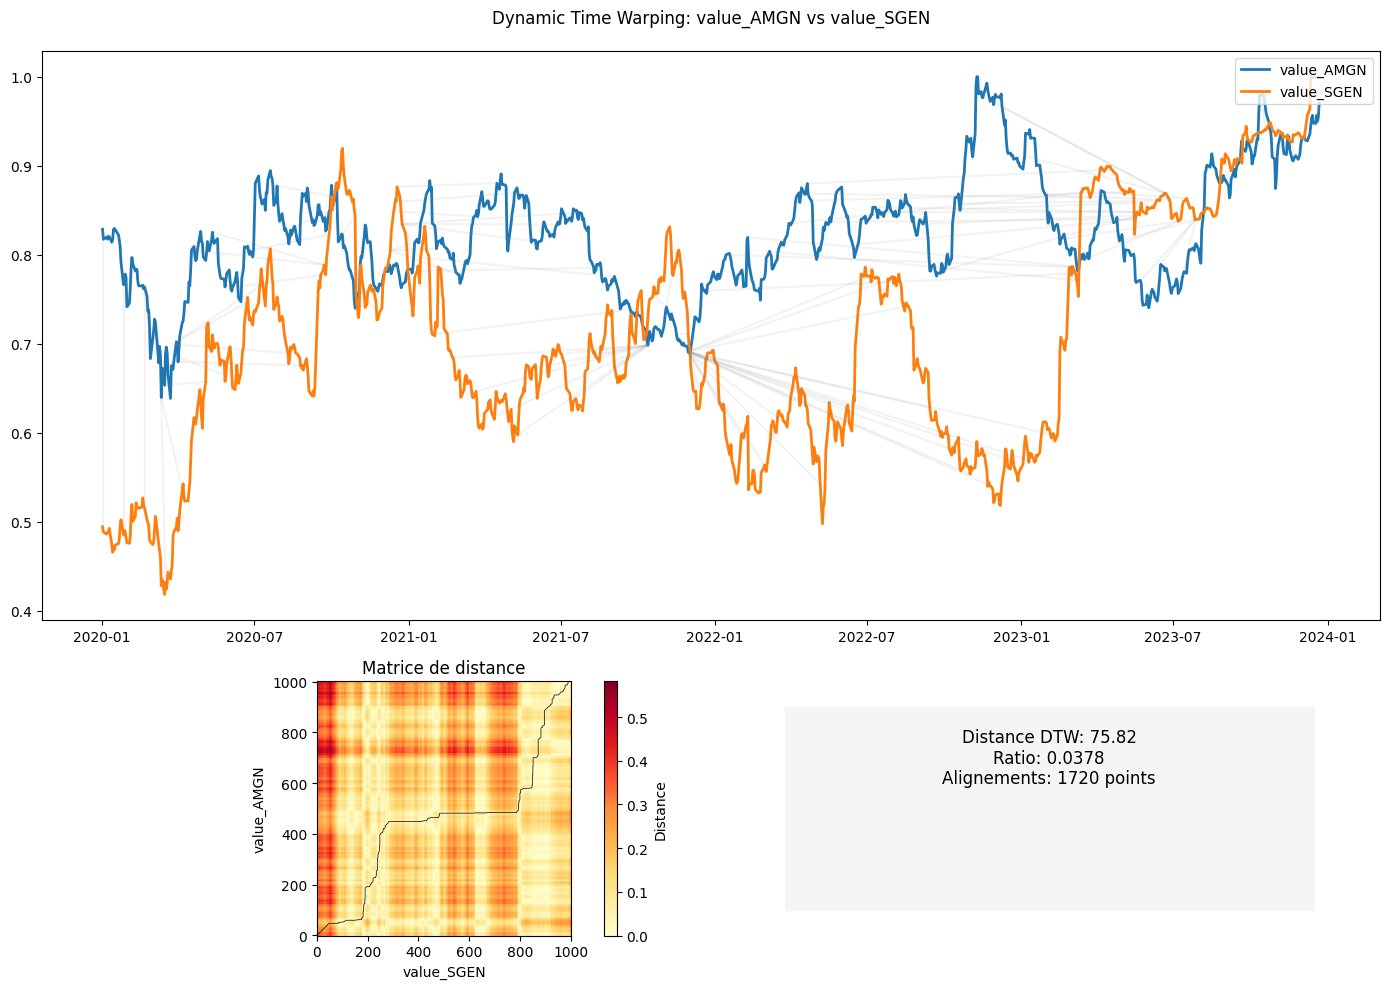 Dynamic Time Warping: value_AMGN vs value_SGEN
1.0
0.9
0.8
0.7
0.6
0.5
0.4
value_AMGN
value_SGEN
2020-01 2020-07 2021-01 2021-07 2022-01 2022-07 2023-01 2023-07 2024-01
Matrice de distance
1000
800
600
400
200
0
value_AMGN
0 200 400 600 800 1000
value_SGEN
0.5
0.4
0.3
0.2
0.1
0.0
Distance
Distance DTW: 75.82
Ratio: 0.0378
Alignements: 1720 points